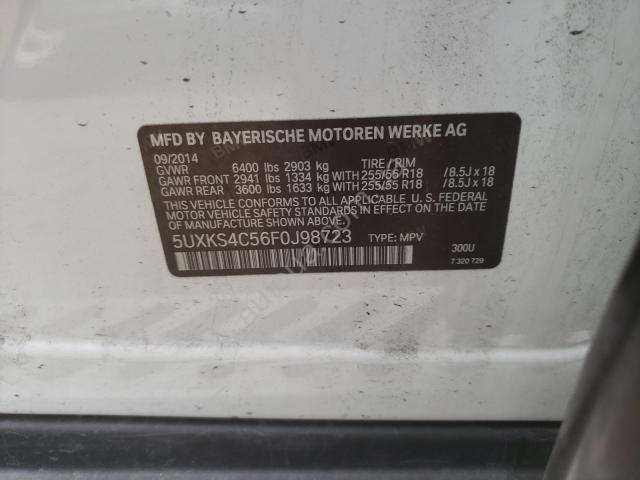 MFD BY BAYERISCHE MOTOREN WERKE AG
09/2014
GVWR 6400 lbs 2903 kg TIRE / RIM
GAWR FRONT 2941 lbs 1334 kg WITH 255/55 R18 / 8.5J x 18
GAWR REAR 3600 lbs 1633 kg WITH 255/55 R18 / 8.5J x 18
THIS VEHICLE CONFORMS TO ALL APPLICABLE U.S. FEDERAL MOTOR
VEHICLE SAFETY STANDARDS IN EFFECT ON THE DATE OF
MANUFACTURE SHOWN ABOVE.
5UXKS4C56F0J98723 TYPE: MPV
300U
7 320 729